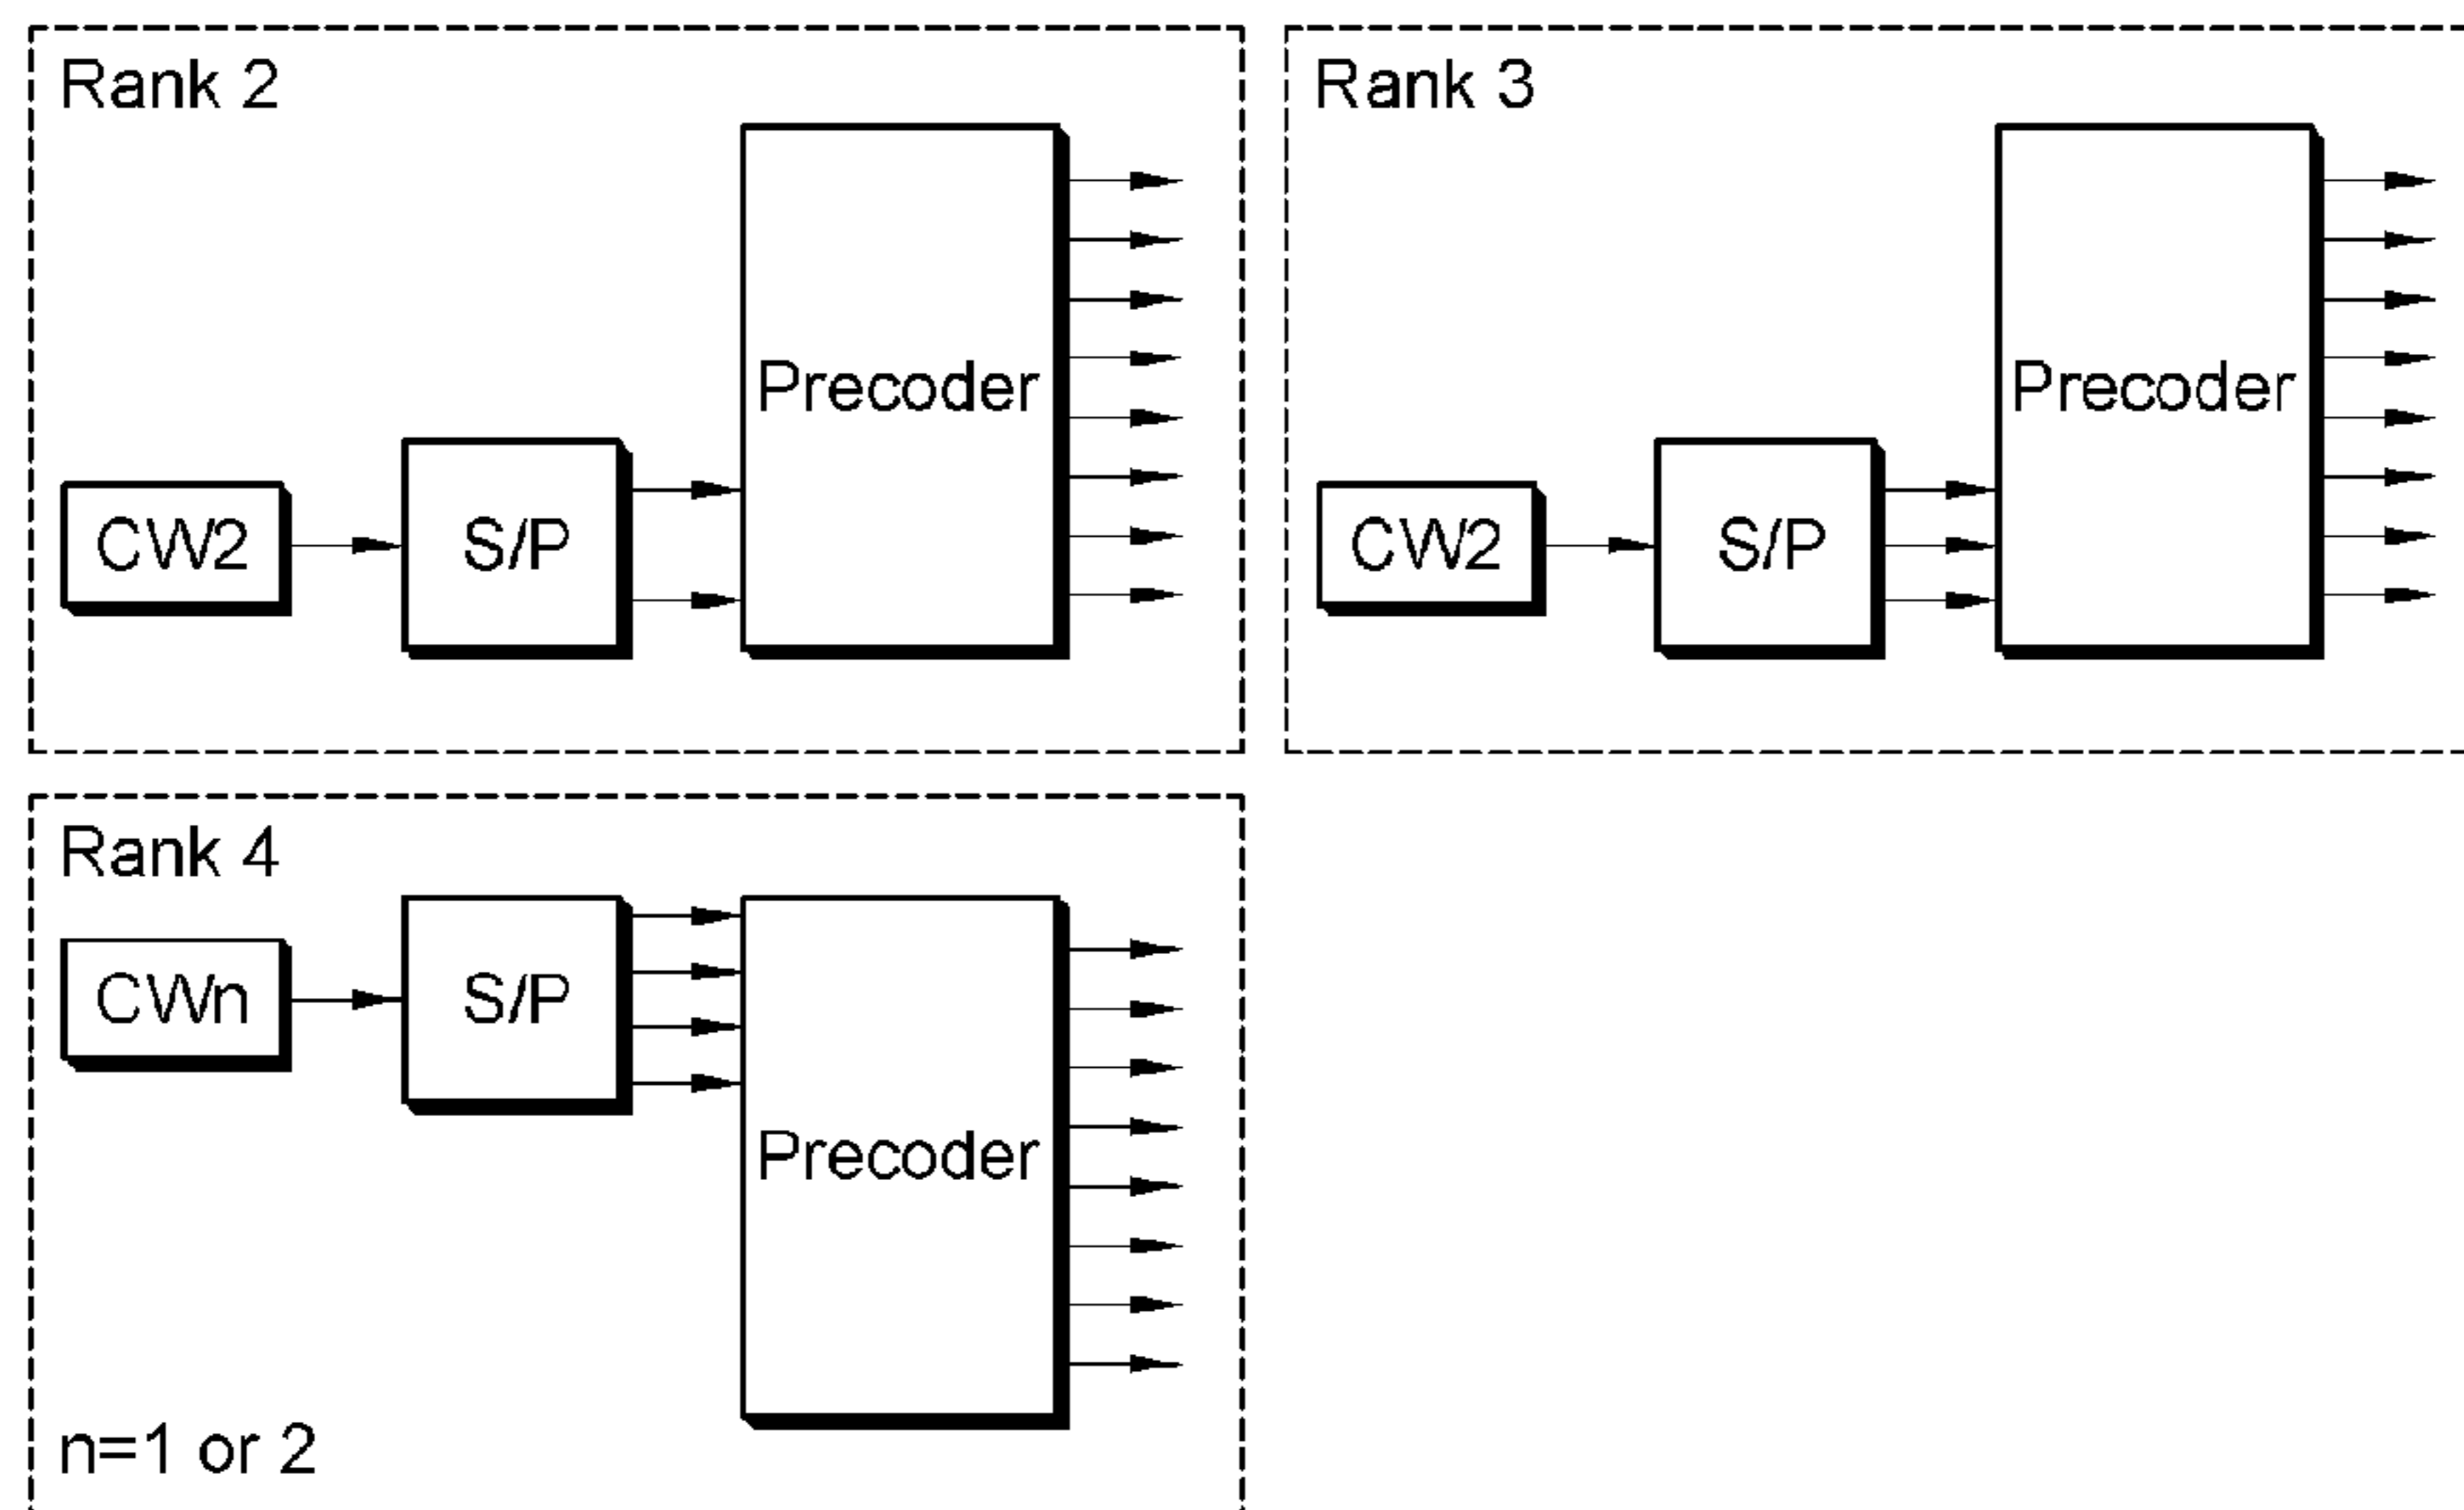 Rank 2
Precoder
CW2
S/P
Rank 3
Precoder
CW2
S/P
Rank 4
CWn
S/P
Precoder
n=1 or 2